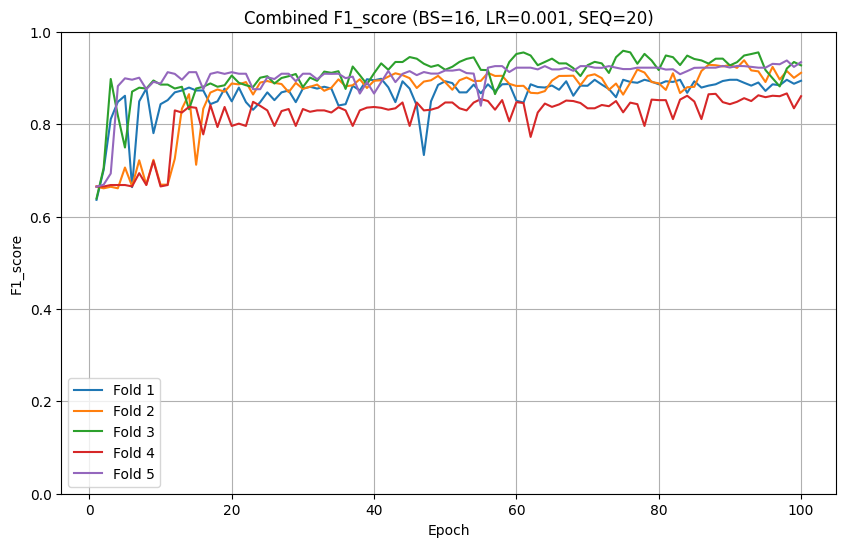 Combined F1_score (BS=16, LR=0.001, SEQ=20)
1.0
0.8
0.6
0.4
0.2
0.0
F1_score
Fold 1
Fold 2
Fold 3
Fold 4
Fold 5
0 20 40 60 80 100
Epoch